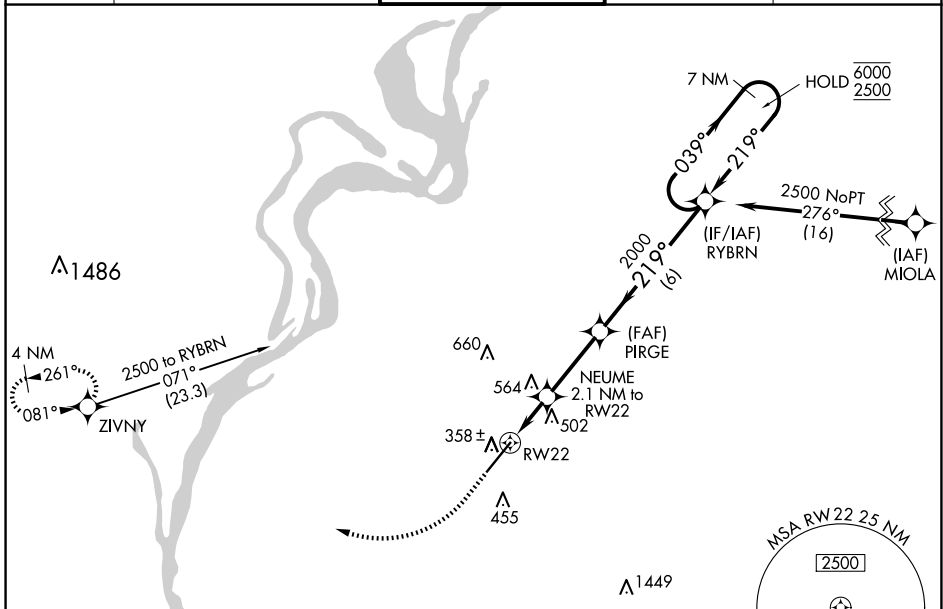 7 NM
HOLD 6000
2500
039°
219°
2500 NoPT
276°
(16)
(IF/IAF)
RYBRN
(IAF)
MIOLA
2000
219°
(6)
1486
(FAF)
PIRGE
4 NM
261°
081°
ZIVNY
2500 to RYBRN
071°
(23.3)
660
564
NEUME
2.1 NM to
RW22
502
358 ±
RW22
455
MSA RW 22 25 NM
2500
1449